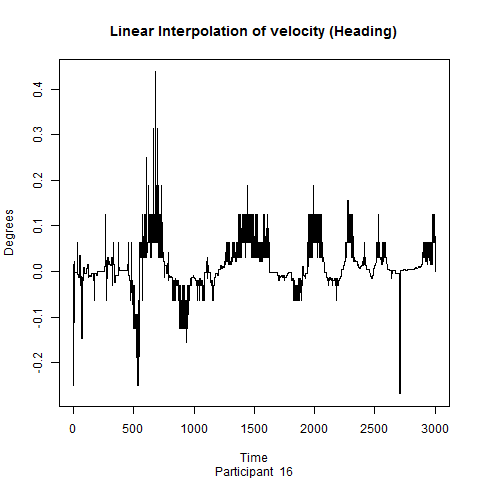 Linear Interpolation of velocity (Heading)
Degrees
0.4
0.3
0.2
0.1
0.0
-0.1
-0.2
0 500 1000 1500 2000 2500 3000
Time
Participant 16